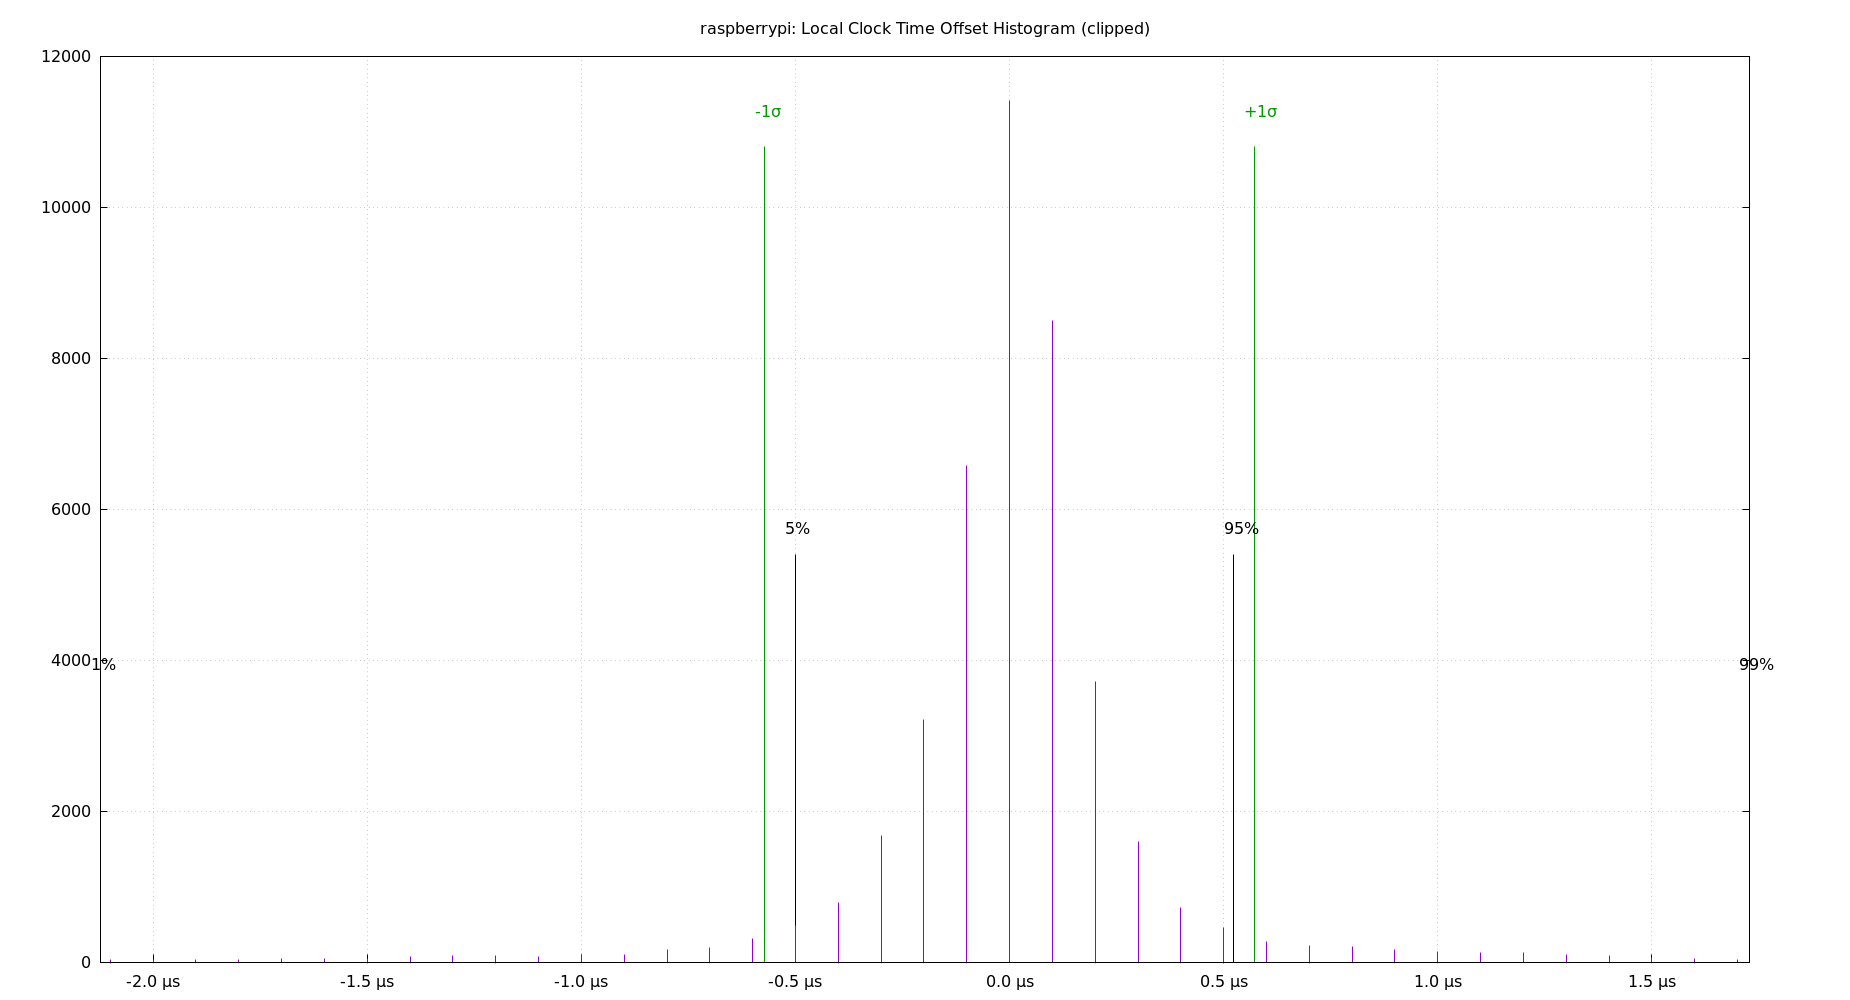 raspberrypi: Local Clock Time Offset Histogram (clipped)
12000
-1σ
+1σ
10000
8000
6000
5%
95%
4000
1%
99%
2000
0
-2.0 µs
-1.5 µs
-1.0 µs
-0.5 µs
0.0 µs
0.5 µs
1.0 µs
1.5 µs